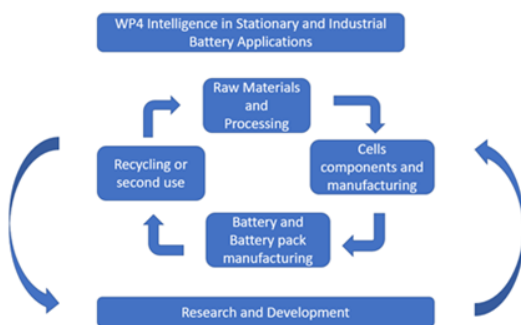 WP4 Intelligence in Stationary and Industrial
Battery Applications
Raw Materials
and
Processing
Recycling or
second use
Cells
components and
manufacturing
Battery and
Battery pack
manufacturing
Research and Development